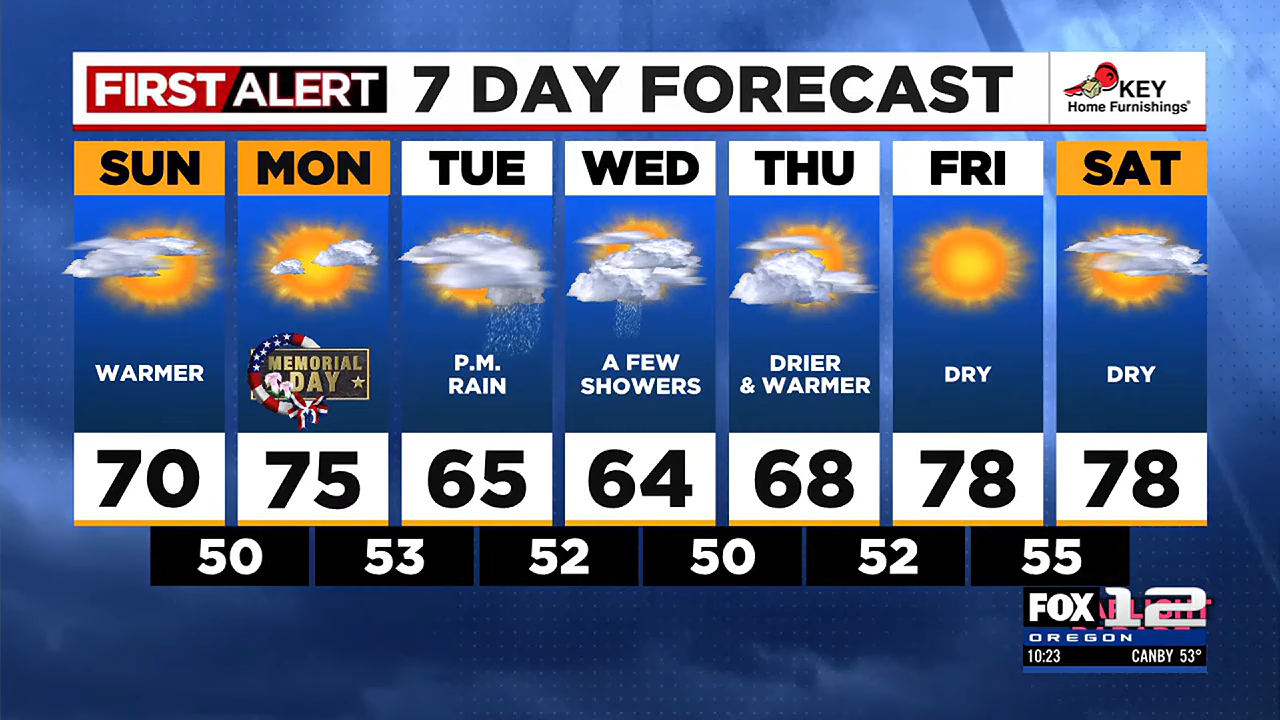 FIRST ALERT 7 DAY FORECAST
KEY
Home Furnishings®
SUN MON TUE WED THU FRI SAT
WARMER
MEMORIAL
DAY
P.M.
RAIN
A FEW
SHOWERS
DRIER
& WARMER
DRY
DRY
70 75 65 64 68 78 78
50 53 52 50 52 55
FOX 12
OREGON
10:23 CANBY 53°